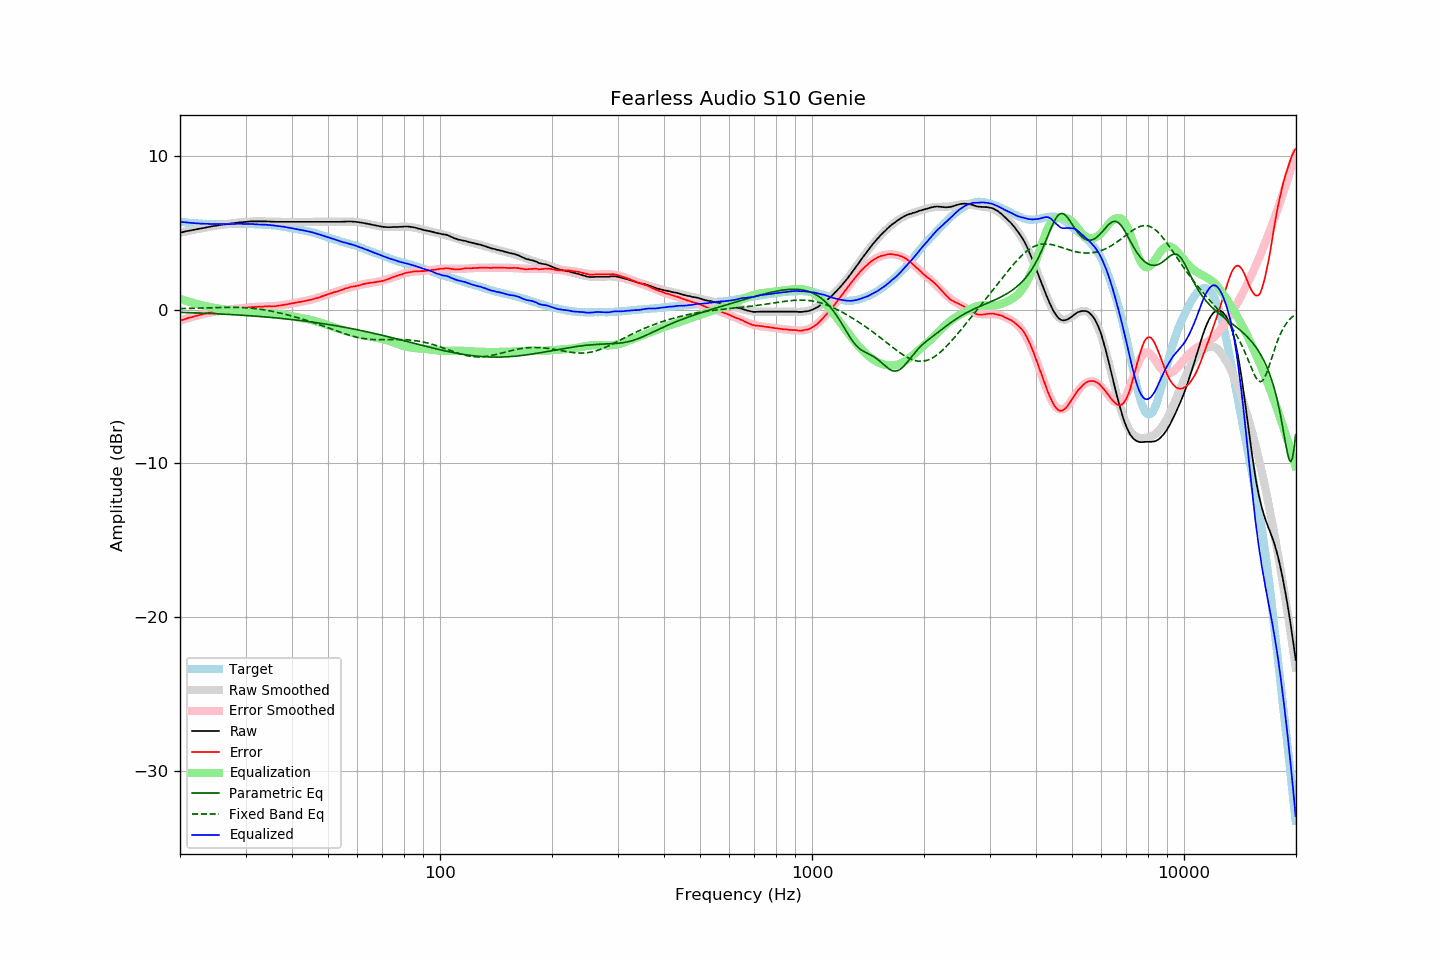 Fearless Audio S10 Genie
10
0
−10
−20
−30
Amplitude (dBr)
Target
Raw Smoothed
Error Smoothed
Raw
Error
Equalization
Parametric Eq
Fixed Band Eq
Equalized
100
1000
10000
Frequency (Hz)